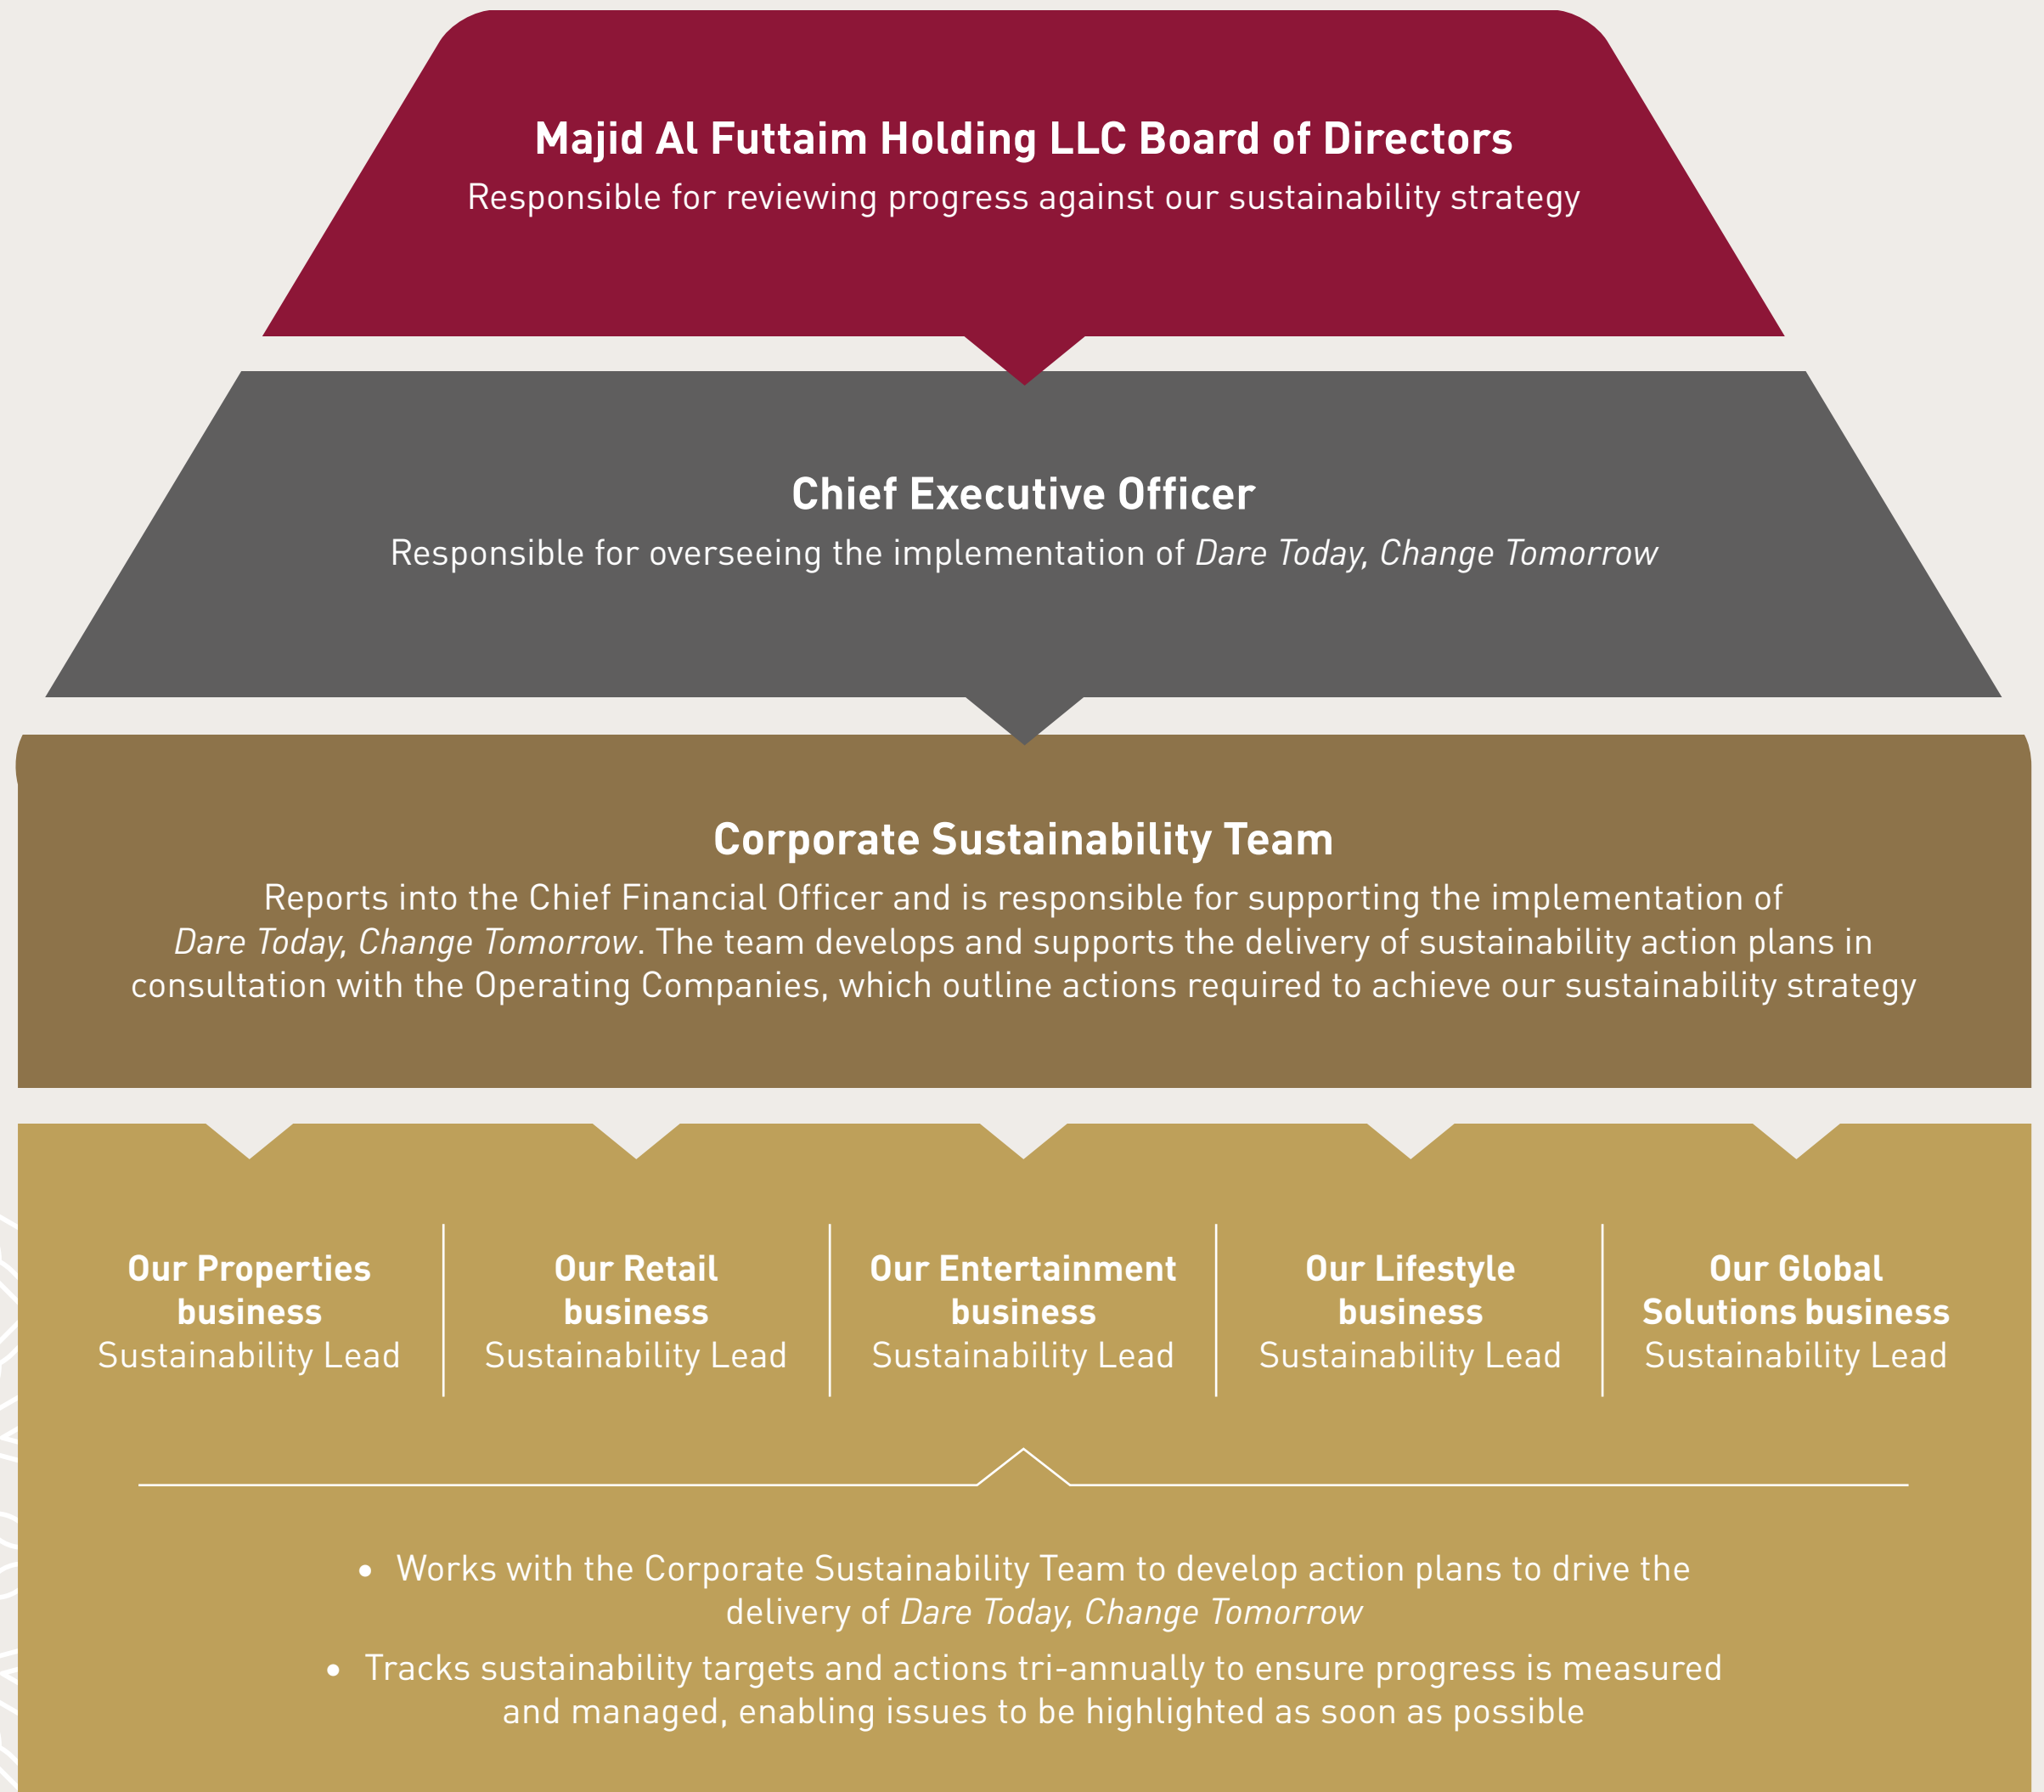 Majid Al Futtaim Holding LLC Board of Directors
Responsible for reviewing progress against our sustainability strategy
Chief Executive Officer
Responsible for overseeing the implementation of Dare Today, Change Tomorrow
Corporate Sustainability Team
Reports into the Chief Financial Officer and is responsible for supporting the implementation of
Dare Today, Change Tomorrow. The team develops and supports the delivery of sustainability action plans in
consultation with the Operating Companies, which outline actions required to achieve our sustainability strategy
Our Properties
business
Sustainability Lead
Our Retail
business
Sustainability Lead
Our Entertainment
business
Sustainability Lead
Our Lifestyle
business
Sustainability Lead
Our Global
Solutions business
Sustainability Lead
• Works with the Corporate Sustainability Team to develop action plans to drive the
delivery of Dare Today, Change Tomorrow
• Tracks sustainability targets and actions tri-annually to ensure progress is measured
and managed, enabling issues to be highlighted as soon as possible